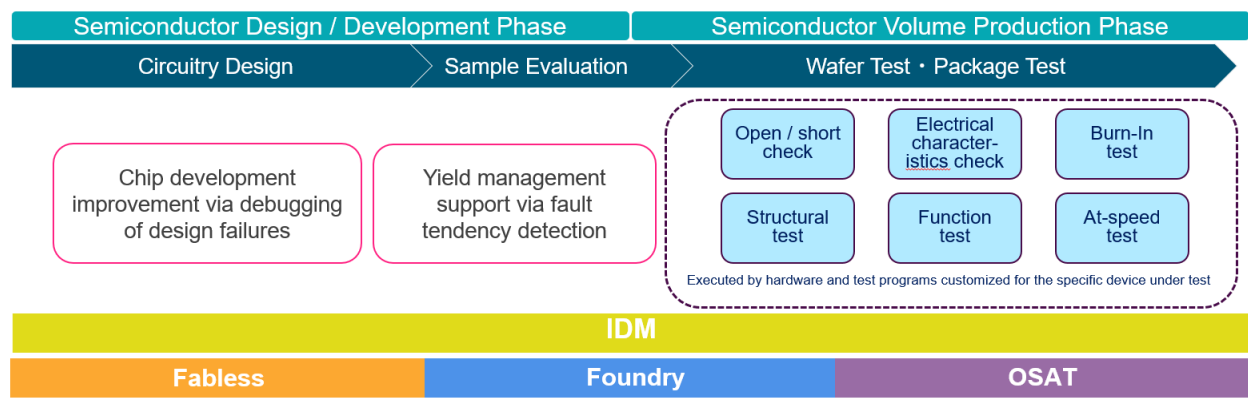 Semiconductor Design / Development Phase
Semiconductor Volume Production Phase
Circuitry Design
Sample Evaluation
Wafer Test・Package Test
Chip development
improvement via debugging
of design failures
Yield management
support via fault
tendency detection
Open / short
check
Electrical
character-
istics check
Burn-In
test
Structural
test
Function
test
At-speed
test
Executed by hardware and test programs customized for the specific device under test
IDM
Fabless
Foundry
OSAT